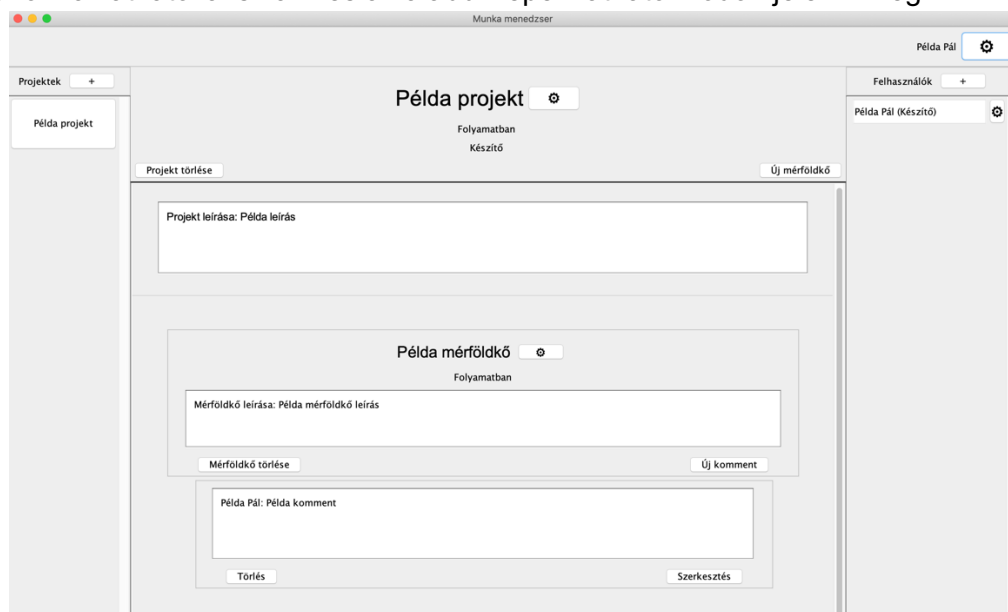 Munka menedzser
Példa Pál
Projektek +
Példa projekt
Példa projekt
Folyamatban
Készítő
Projekt törlése
Új mérföldkő
Projekt leírása: Példa leírás
Példa mérföldkő
Folyamatban
Mérföldkő leírása: Példa mérföldkő leírás
Mérföldkő törlése
Új komment
Példa Pál: Példa komment
Törlés
Szerkesztés
Felhasználók +
Példa Pál (Készítő)